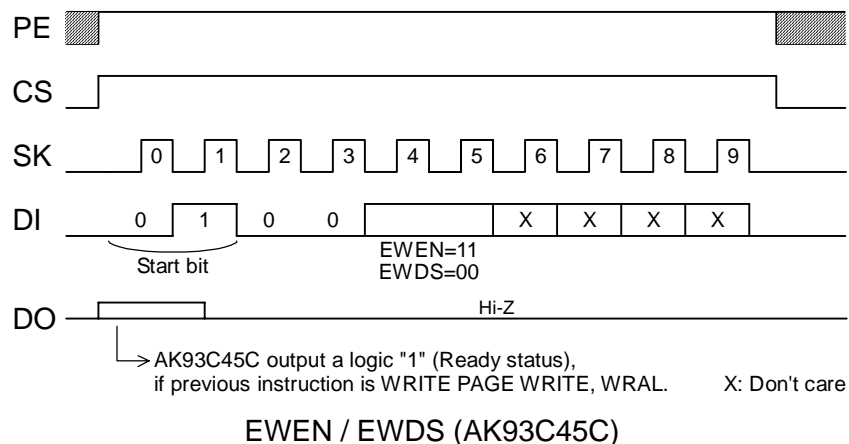 PE
CS
SK 0 1 2 3 4 5 6 7 8 9
DI 0 1 0 0 X X X X
Start bit
EWEN=11
EWDS=00
DO Hi-Z
AK93C45C output a logic "1" (Ready status),
if previous instruction is WRITE PAGE WRITE, WRAL. X: Don't care
EWEN / EWDS (AK93C45C)